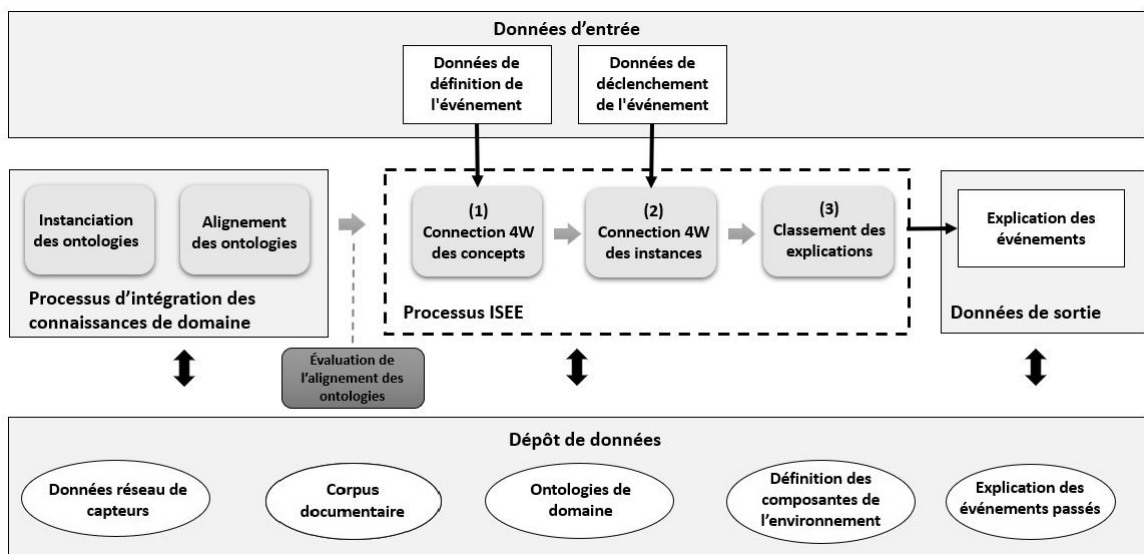 Données d'entrée
Données de
définition de
l'événement
Données de
déclenchement
de l'événement
Instanciation
des ontologies
Alignement
des ontologies
Processus d'intégration des
connaissances de domaine
(1)
Connection 4W
des concepts
(2)
Connection 4W
des instances
(3)
Classement des
explications
Processus ISEE
Explication des
événements
Données de sortie
Évaluation de
l'alignement des
ontologies
Dépôt de données
Données réseau de
capteurs
Corpus
documentaire
Ontologies de
domaine
Définition des
composantes de
l'environnement
Explication des
événements passés